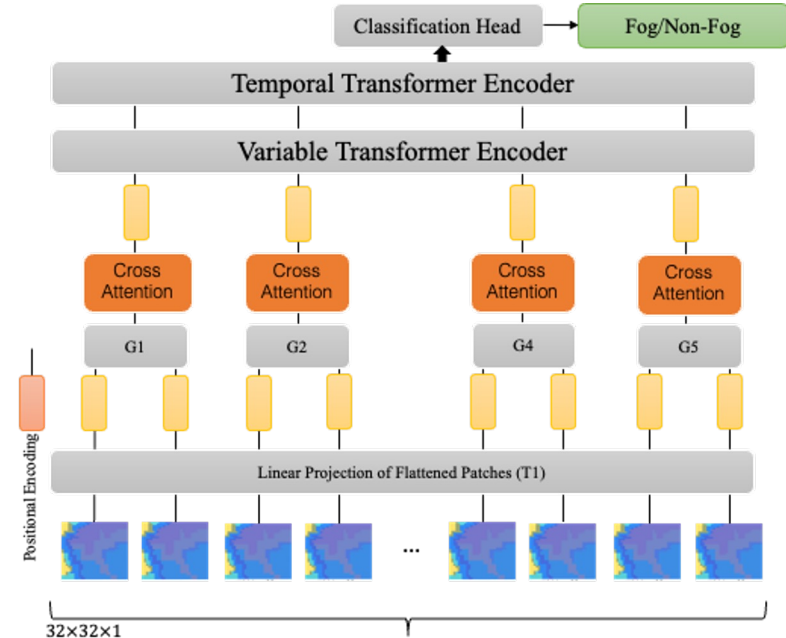 Classification Head
Fog/Non-Fog
Temporal Transformer Encoder
Variable Transformer Encoder
Cross
Attention
Cross
Attention
Cross
Attention
Cross
Attention
G1
G2
G4
G5
Positional Encoding
Linear Projection of Flattened Patches (T1)
...
32×32×1